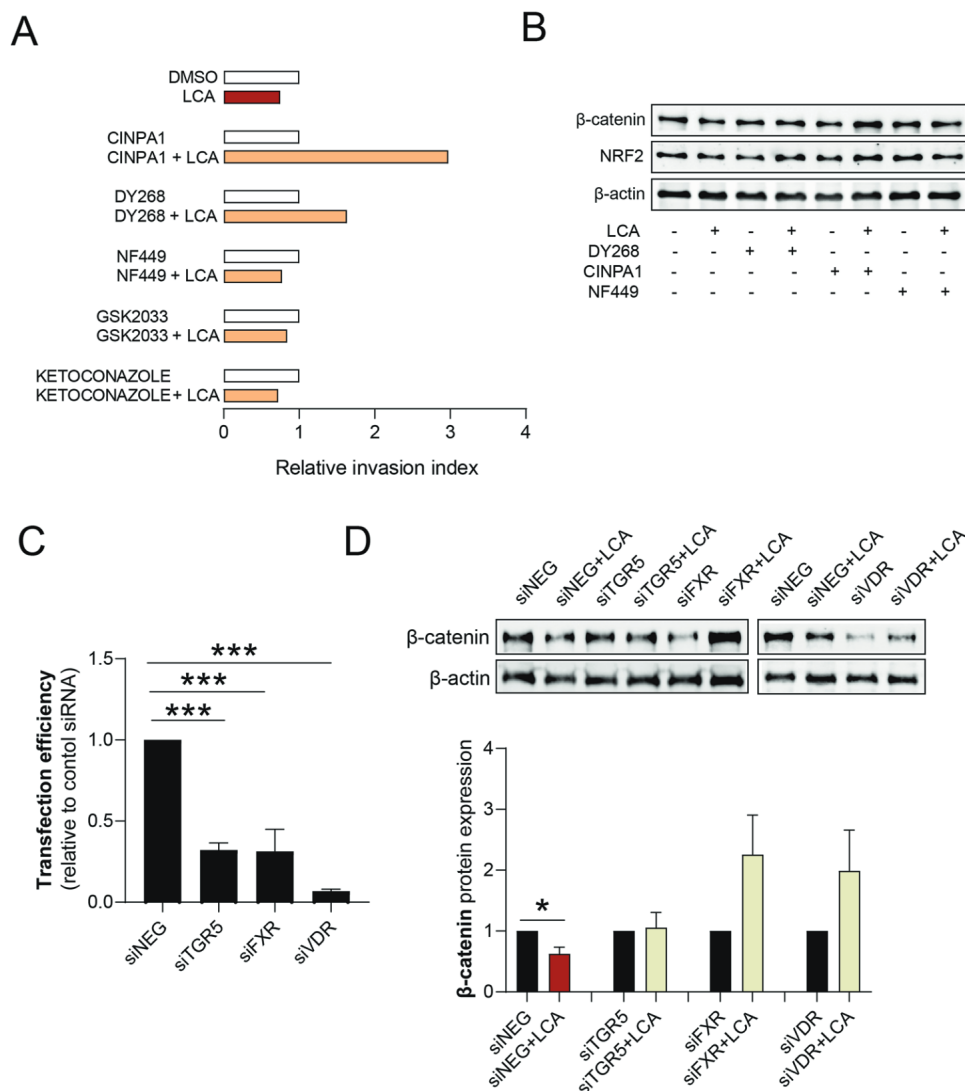 A
DMSO
LCA
CINPA1
CINPA1 + LCA
DY268
DY268 + LCA
NF449
NF449 + LCA
GSK2033
GSK2033 + LCA
KETOCONAZOLE
KETOCONAZOLE + LCA
0 1 2 3 4
Relative invasion index
B
β-catenin
NRF2
β-actin
LCA - + - + - + - +
DY268 - - + + - - - -
CINPA1 - - - - + + - -
NF449 - - - - - - + +
C
Transfection efficiency
(relative to contol siRNA)
1.5
1.0
0.5
0.0
***
***
***
siNEG
siTGR5
siFXR
siVDR
D
siNEG
siNEG+LCA
siTGR5
siTGR5+LCA
siFXR
siFXR+LCA
siNEG
siNEG+LCA
siVDR
siVDR+LCA
β-catenin
β-actin
β-catenin protein expression
4
3
2
1
0
*
siNEG
siNEG+LCA
siTGR5
siTGR5+LCA
siFXR
siFXR+LCA
siVDR
siVDR+LCA